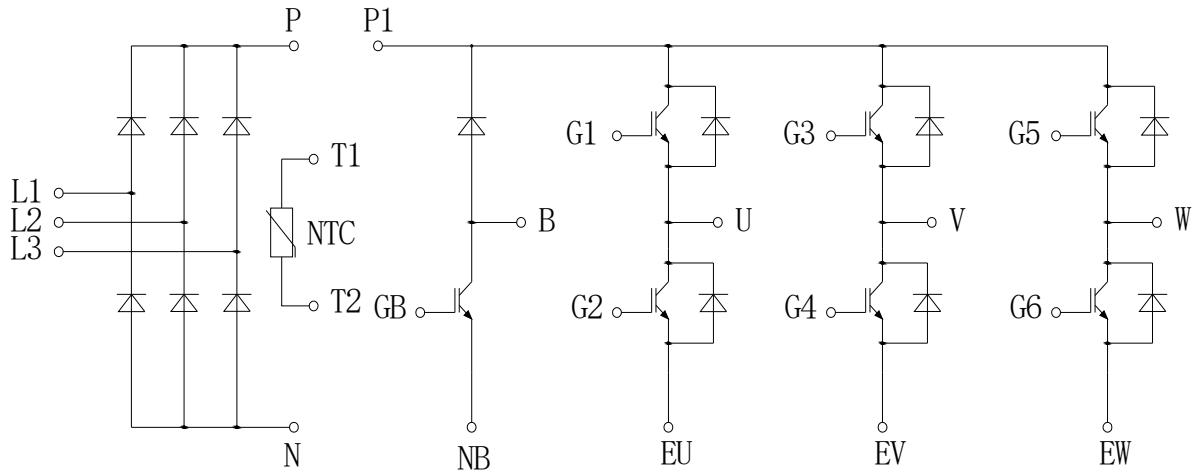 P P1
G1 G3 G5
T1
L1
L2 B U V W
L3 NTC
T2
GB G2 G4 G6
N NB EU EV EW